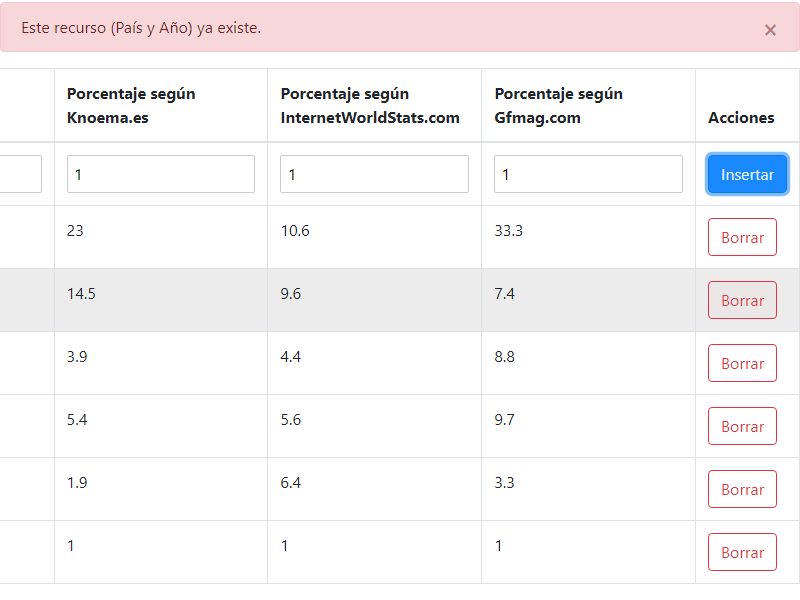 Este recurso (País y Año) ya existe.
×
Porcentaje según Knoema.es
Porcentaje según InternetWorldStats.com
Porcentaje según Gfmag.com
Acciones
1 1 1 Insertar
23 10.6 33.3 Borrar
14.5 9.6 7.4 Borrar
3.9 4.4 8.8 Borrar
5.4 5.6 9.7 Borrar
1.9 6.4 3.3 Borrar
1 1 1 Borrar